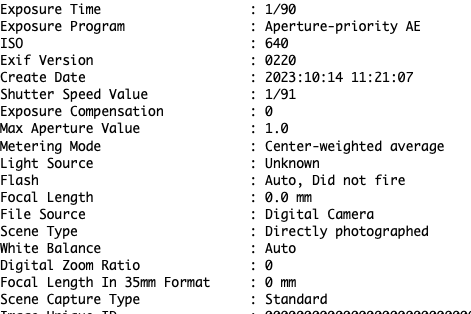 Exposure Time : 1/90
Exposure Program : Aperture-priority AE
ISO : 640
Exif Version : 0220
Create Date : 2023:10:14 11:21:07
Shutter Speed Value : 1/91
Exposure Compensation : 0
Max Aperture Value : 1.0
Metering Mode : Center-weighted average
Light Source : Unknown
Flash : Auto, Did not fire
Focal Length : 0.0 mm
File Source : Digital Camera
Scene Type : Directly photographed
White Balance : Auto
Digital Zoom Ratio : 0
Focal Length In 35mm Format : 0 mm
Scene Capture Type : Standard